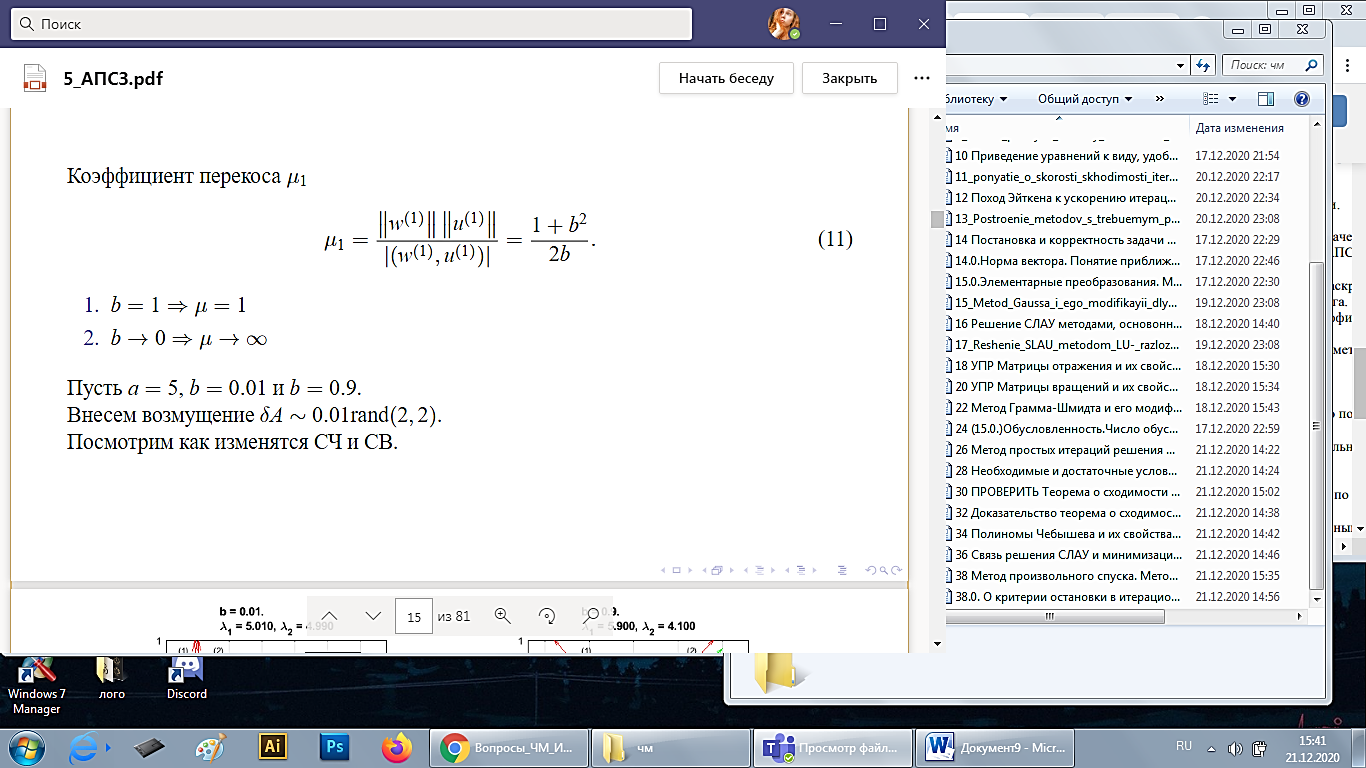 Поиск
5_АПСЗ.pdf
Начать беседу
Закрыть
Коэффициент перекоса μ₁
μ₁ = ‖w⁽¹⁾‖ ‖u⁽¹⁾‖ / |(w⁽¹⁾, u⁽¹⁾)| = (1 + b²) / 2b. (11)
1. b = 1 ⇒ μ = 1
2. b → 0 ⇒ μ → ∞
Пусть a = 5, b = 0.01 и b = 0.9.
Внесем возмущение δA ∼ 0.01rand(2, 2).
Посмотрим как изменятся СЧ и СВ.
b = 0.01.
λ₁ = 5.010, λ₂ = 4.990
15 из 81
λ₁ = 5.900, λ₂ = 4.100
1 (1) (2)
1 (2)
Поиск: чм
Общий доступ
Дата изменения
10 Приведение уравнений к виду, удоб... 17.12.2020 21:54
11_ponyatie_o_skorosti_skhodimosti_iter... 20.12.2020 22:17
12 Поход Эйткена к ускорению итерац... 20.12.2020 22:34
13_Postroenie_metodov_s_trebuemym_p... 20.12.2020 23:08
14 Постановка и корректность задачи ... 17.12.2020 22:29
14.0.Норма вектора. Понятие приближ... 17.12.2020 22:46
15.0.Элементарные преобразования. М... 17.12.2020 22:30
15_Metod_Gaussa_i_ego_modifikayii_dly... 19.12.2020 23:08
16 Решение СЛАУ методами, основонн... 18.12.2020 14:40
17_Reshenie_SLAU_metodom_LU-_razloz... 19.12.2020 23:08
18 УПР Матрицы отражения и их свойс... 18.12.2020 15:30
20 УПР Матрицы вращений и их свойс... 18.12.2020 15:34
22 Метод Грамма-Шмидта и его модиф... 18.12.2020 15:43
24 (15.0.)Обусловленность.Число обус... 17.12.2020 22:59
26 Метод простых итераций решения ... 21.12.2020 14:22
28 Необходимые и достаточные услов... 21.12.2020 14:24
30 ПРОВЕРИТЬ Теорема о сходимости ... 21.12.2020 15:02
32 Доказательство теорема о сходимос... 21.12.2020 14:38
34 Полиномы Чебышева и их свойства... 21.12.2020 14:42
36 Связь решения СЛАУ и минимизаци... 21.12.2020 14:46
38 Метод произвольного спуска. Мето... 21.12.2020 15:35
38.0. О критерии остановки в итерацио... 21.12.2020 14:56
Windows 7 Manager
лого
Discord
Вопросы_ЧМ_И...
чм
Просмотр файл...
Документ9 - Micr...
RU
15:41
21.12.2020